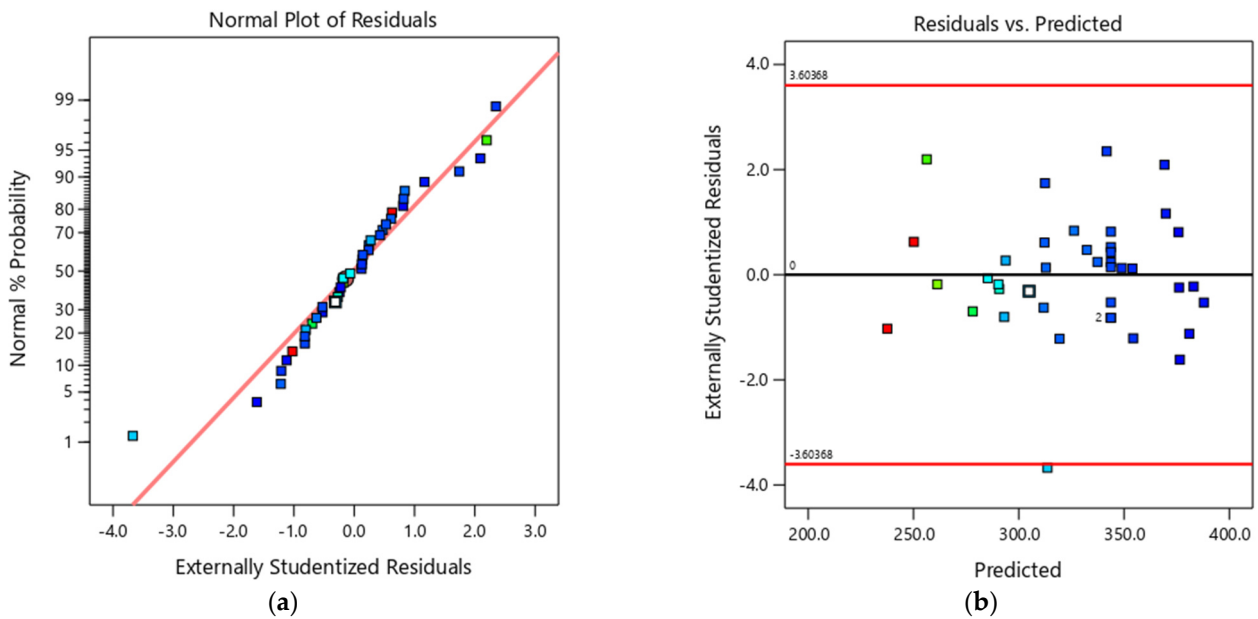 Normal Plot of Residuals
Normal % Probability
99
95
90
80
70
50
30
20
10
5
1
-4.0 -3.0 -2.0 -1.0 0.0 1.0 2.0 3.0
Externally Studentized Residuals
(a)
Residuals vs. Predicted
Externally Studentized Residuals
4.0
3.60368
2.0
0.0
0
2
-2.0
-3.60368
-4.0
200.0 250.0 300.0 350.0 400.0
Predicted
(b)